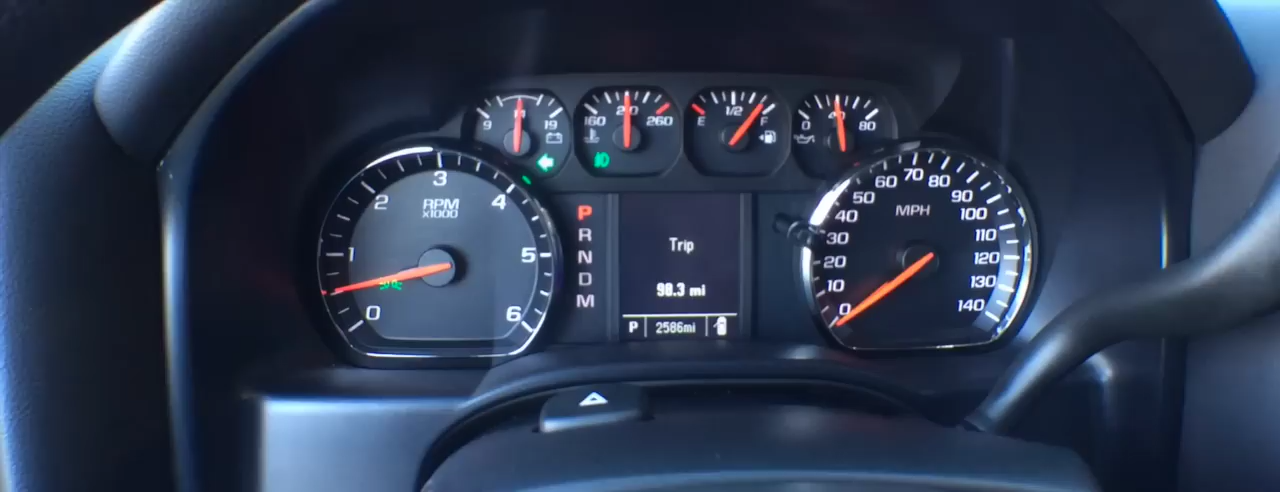 9 19
160 210 260
E 1/2 F
0 40 80
0 1 2 3 4 5 6
RPM
x1000
P
R
N
D
M
Trip
98.3 mi
P 2586mi
0 10 20 30 40 50 60 70 80 90 100 110 120 130 140
MPH